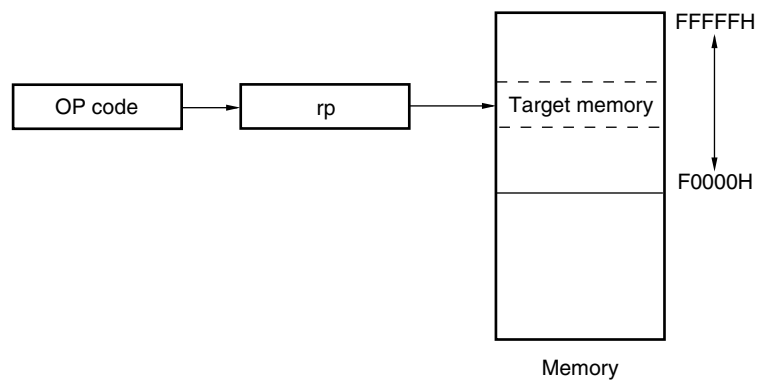 FFFFFH
OP code
rp
Target memory
F0000H
Memory